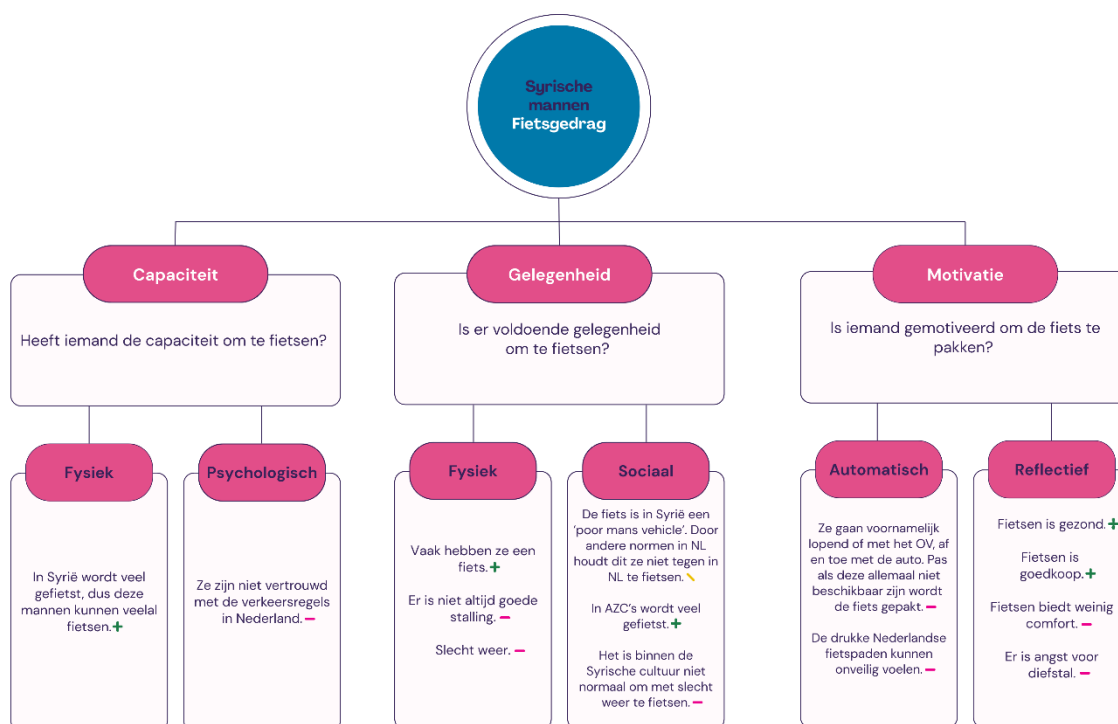 Syrische
mannen
Fietsgedrag
Capaciteit
Heeft iemand de capaciteit om te fietsen?
Gelegenheid
Is er voldoende gelegenheid
om te fietsen?
Motivatie
Is iemand gemotiveerd om de fiets te
pakken?
Fysiek
In Syrië wordt veel
gefietst, dus deze
mannen kunnen veelal
fietsen.+
Psychologisch
Ze zijn niet vertrouwd
met de verkeersregels
in Nederland.−
Fysiek
Vaak hebben ze een
fiets.+
Er is niet altijd goede
stalling.−
Slecht weer.−
Sociaal
De fiets is in Syrië een
'poor mans vehicle'. Door
andere normen in NL
houdt dit ze niet tegen in
NL te fietsen.
In AZC's wordt veel
gefietst.+
Het is binnen de
Syrische cultuur niet
normaal om met slecht
weer te fietsen.−
Automatisch
Ze gaan voornamelijk
lopend of met het OV, af
en toe met de auto. Pas
als deze allemaal niet
beschikbaar zijn wordt
de fiets gepakt.−
De drukke Nederlandse
fietspaden kunnen
onveilig voelen.−
Reflectief
Fietsen is gezond.+
Fietsen is
goedkoop.+
Fietsen biedt weinig
comfort.−
Er is angst voor
diefstal.−